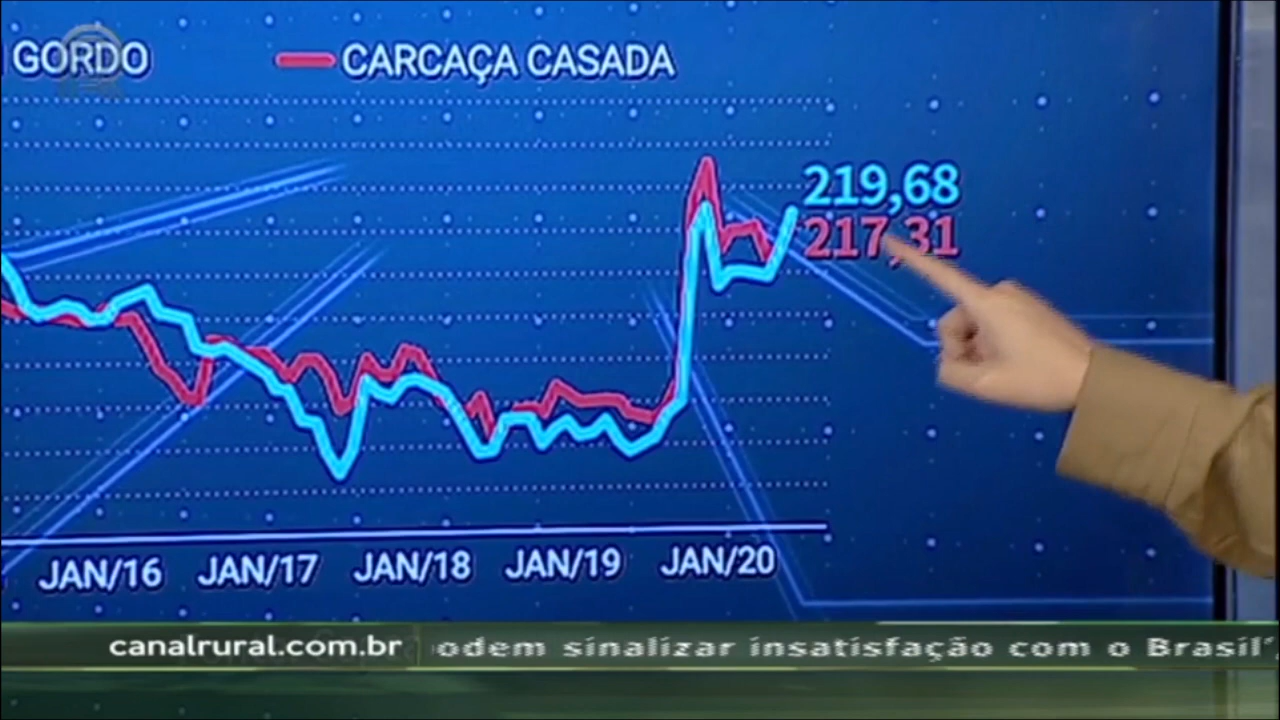 GORDO
CARCAÇA CASADA
219,68
217,31
JAN/16 JAN/17 JAN/18 JAN/19 JAN/20
canalrural.com.br
sinalizar insatisfação com o Brasil'